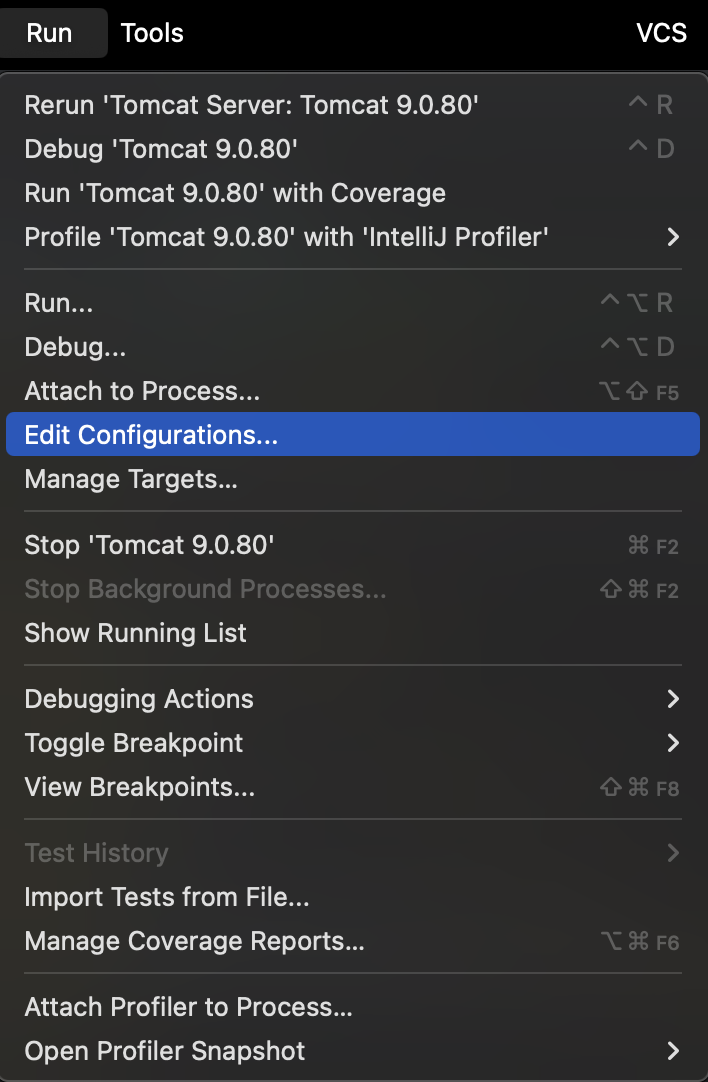 Run Tools VCS
Rerun 'Tomcat Server: Tomcat 9.0.80' ⌃ R
Debug 'Tomcat 9.0.80' ⌃ D
Run 'Tomcat 9.0.80' with Coverage
Profile 'Tomcat 9.0.80' with 'IntelliJ Profiler'
Run... ⌃ ⌥ R
Debug... ⌃ ⌥ D
Attach to Process... ⌥ ⇧ F5
Edit Configurations...
Manage Targets...
Stop 'Tomcat 9.0.80' ⌘ F2
Stop Background Processes... ⇧ ⌘ F2
Show Running List
Debugging Actions
Toggle Breakpoint
View Breakpoints... ⇧ ⌘ F8
Test History
Import Tests from File...
Manage Coverage Reports... ⌥ ⌘ F6
Attach Profiler to Process...
Open Profiler Snapshot